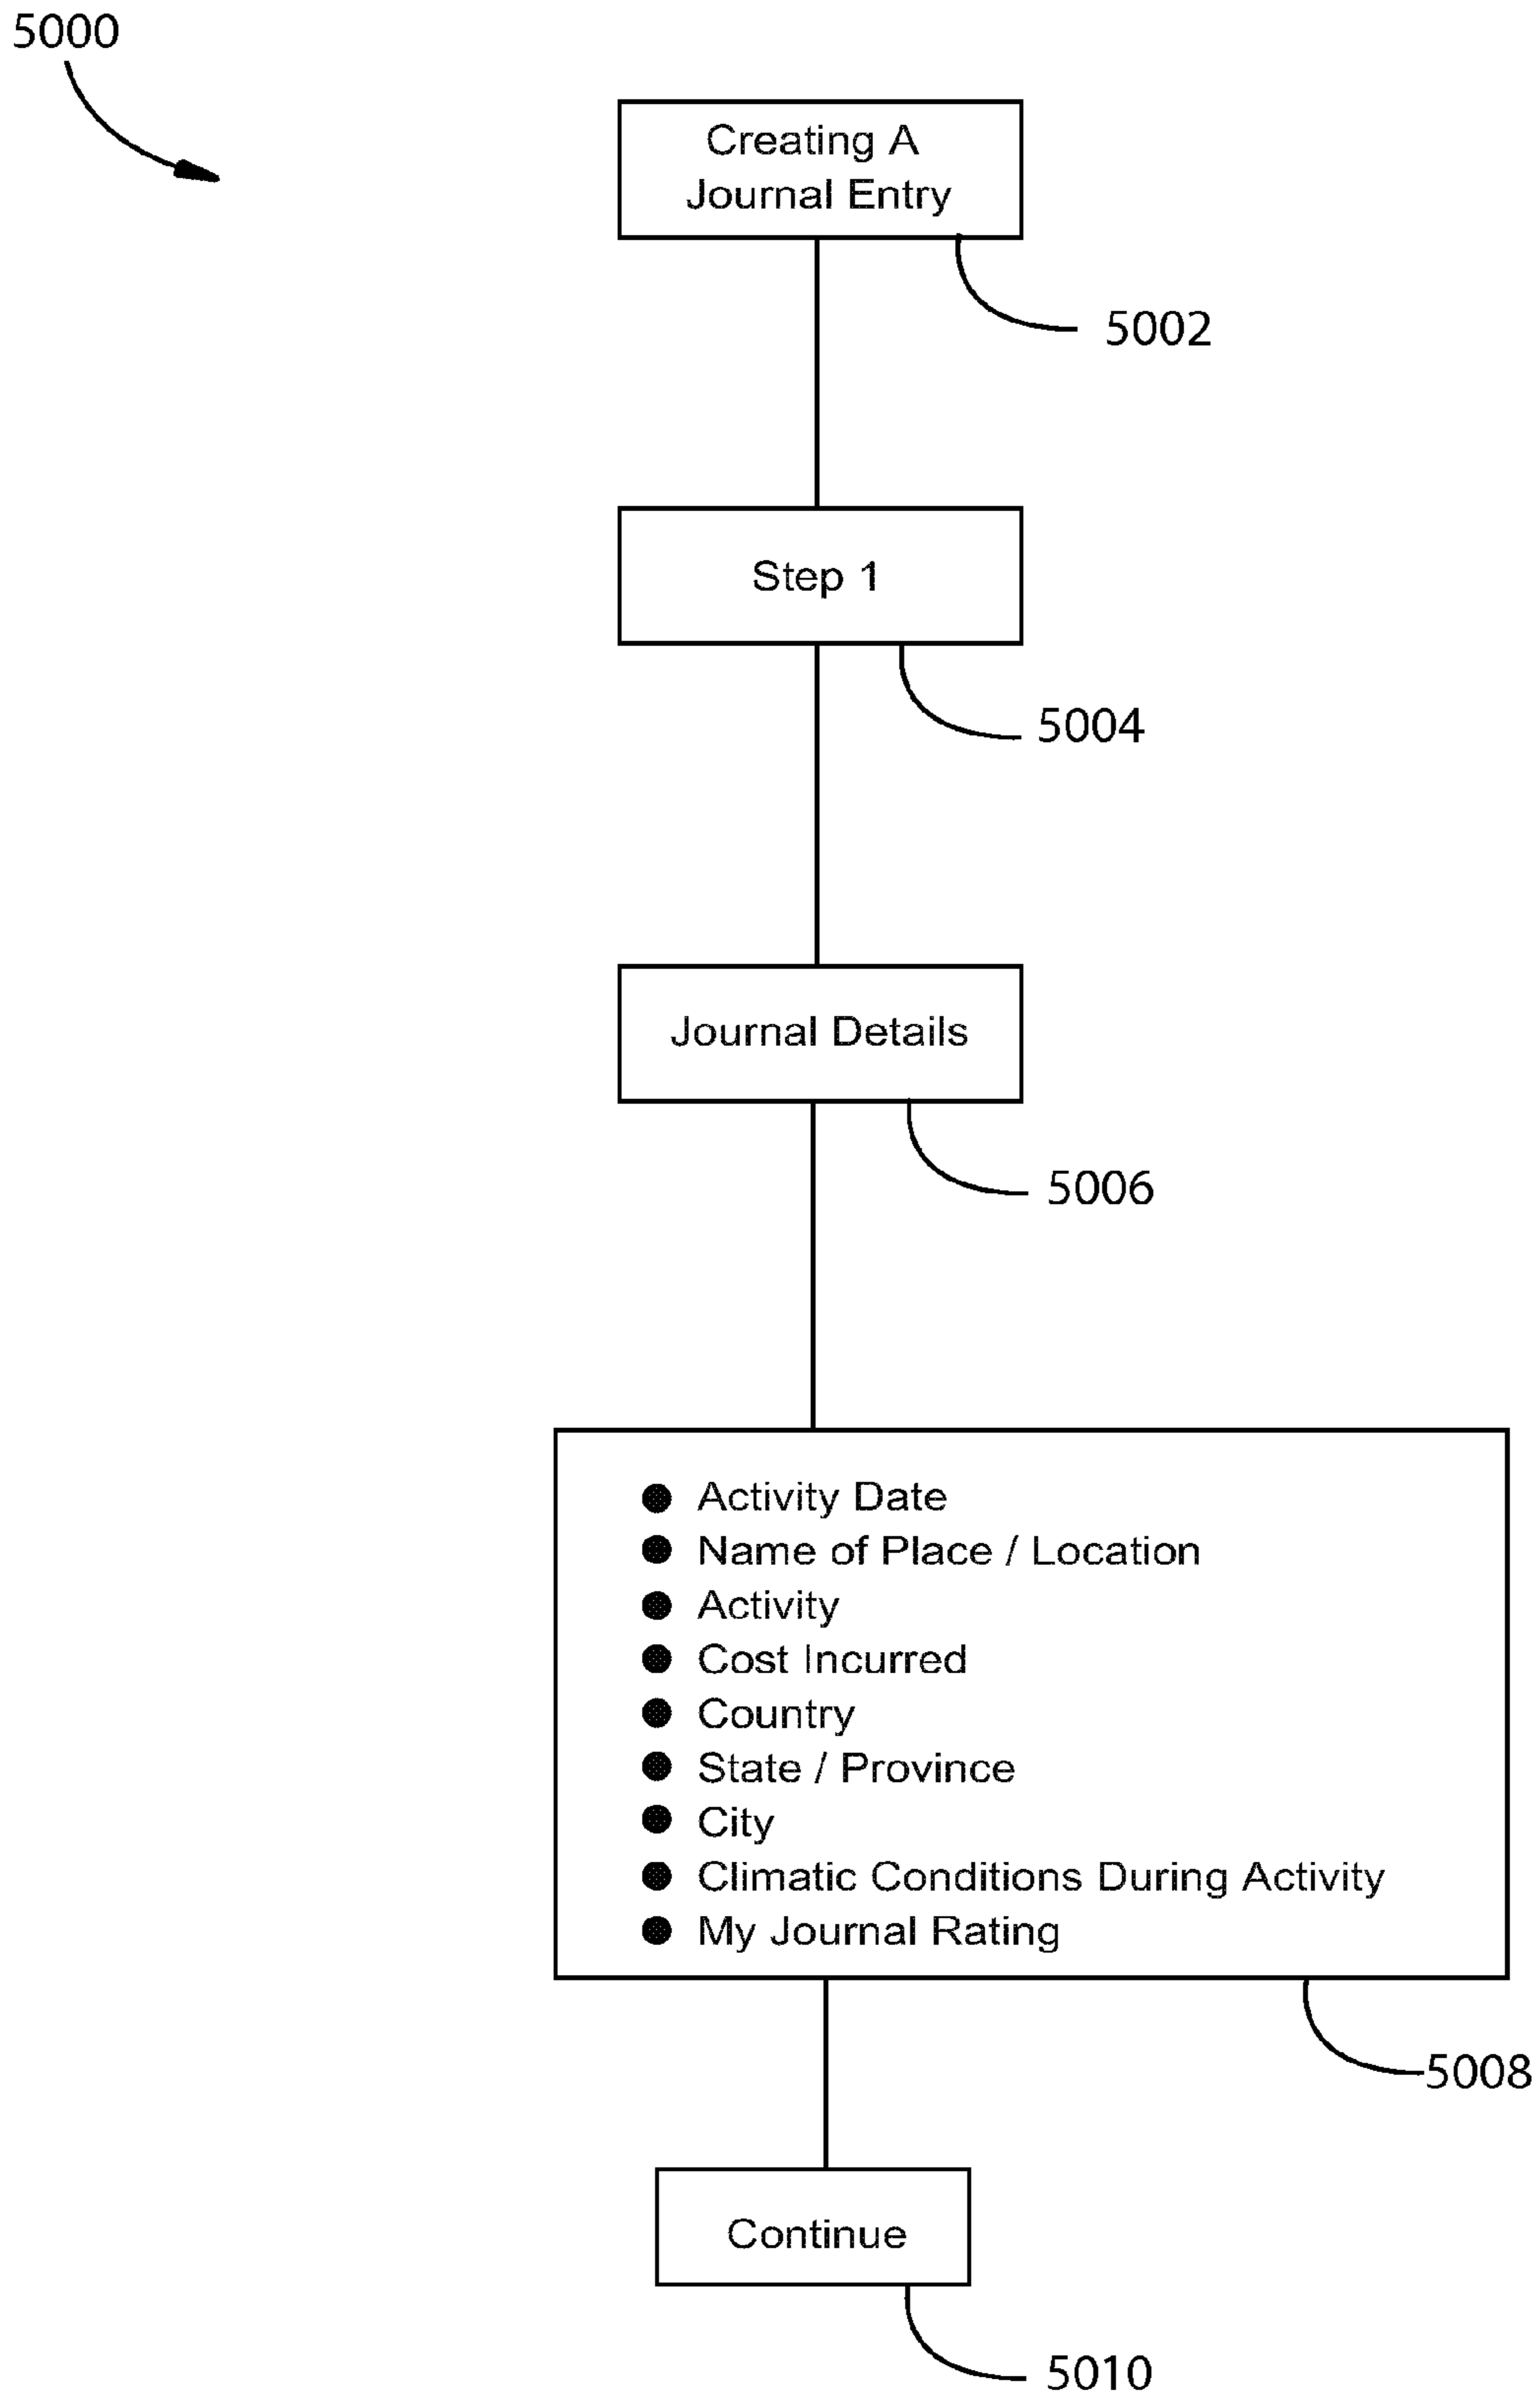 5000
Creating A
Journal Entry
5002
Step 1
5004
Journal Details
5006
● Activity Date
● Name of Place / Location
● Activity
● Cost Incurred
● Country
● State / Province
● City
● Climatic Conditions During Activity
● My Journal Rating
5008
Continue
5010